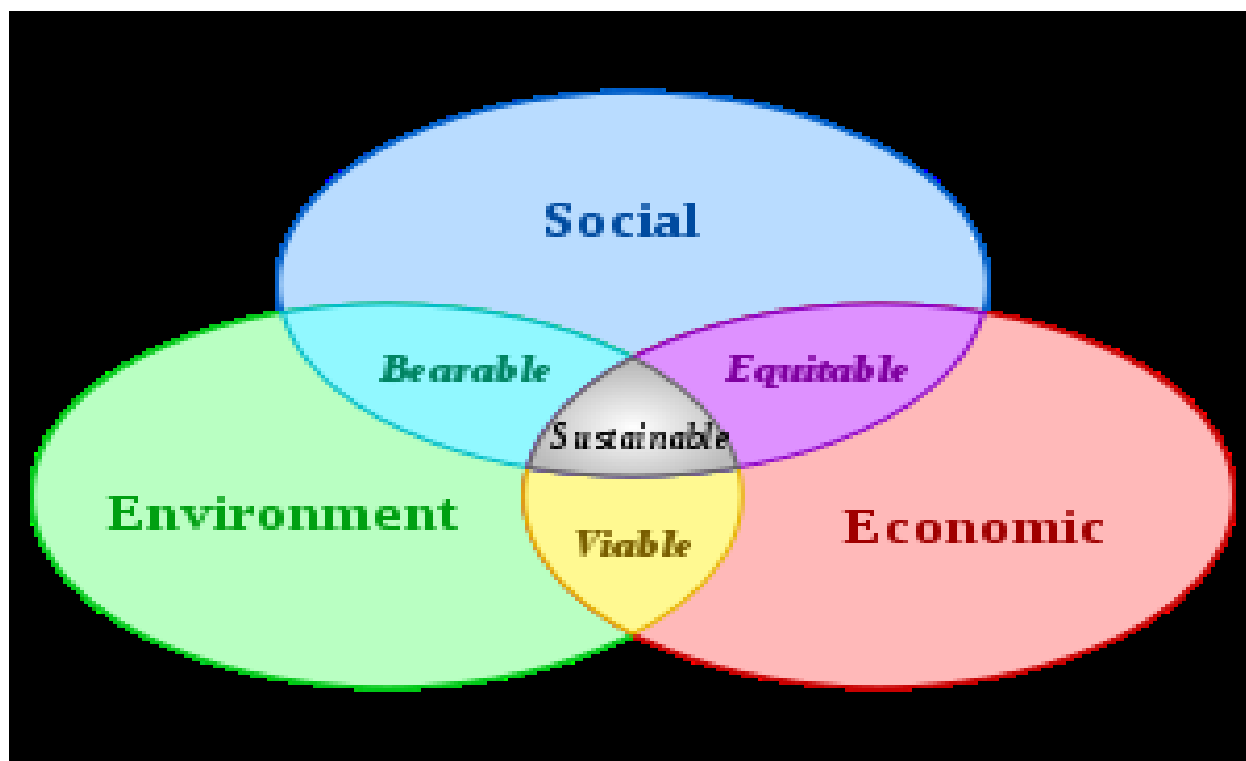 Social
Bearable
Equitable
Sustainable
Environment
Economic
Viable